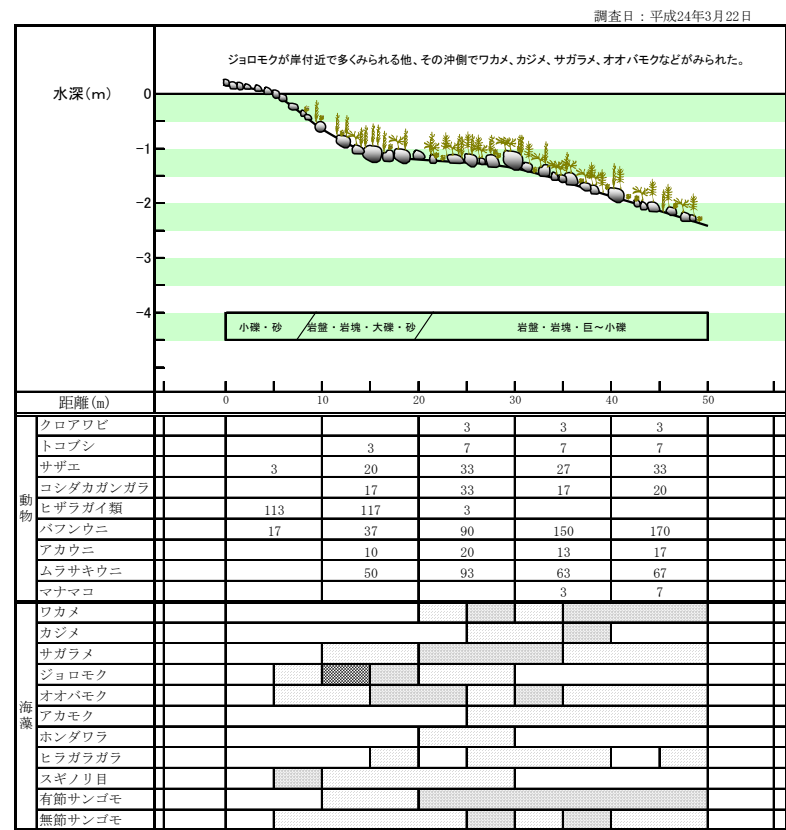 調査日：平成24年3月22日
ジョロモクが岸付近で多くみられる他、その沖側でワカメ、カジメ、サガラメ、オオバモクなどがみられた。
水深(m) 0
-1
-2
-3
-4
小礫・砂 岩盤・岩塊・大礫・砂 岩盤・岩塊・巨～小礫
距離(m) 0 10 20 30 40 50
動物
クロアワビ 3 3 3
トコブシ 3 7 7 7
サザエ 3 20 33 27 33
コシダカガンガラ 17 33 17 20
ヒザラガイ類 113 117 3
バフンウニ 17 37 90 150 170
アカウニ 10 20 13 17
ムラサキウニ 50 93 63 67
マナマコ 3 7
海藻
ワカメ
カジメ
サガラメ
ジョロモク
オオバモク
アカモク
ホンダワラ
ヒラガラガラ
スギノリ目
有節サンゴモ
無節サンゴモ